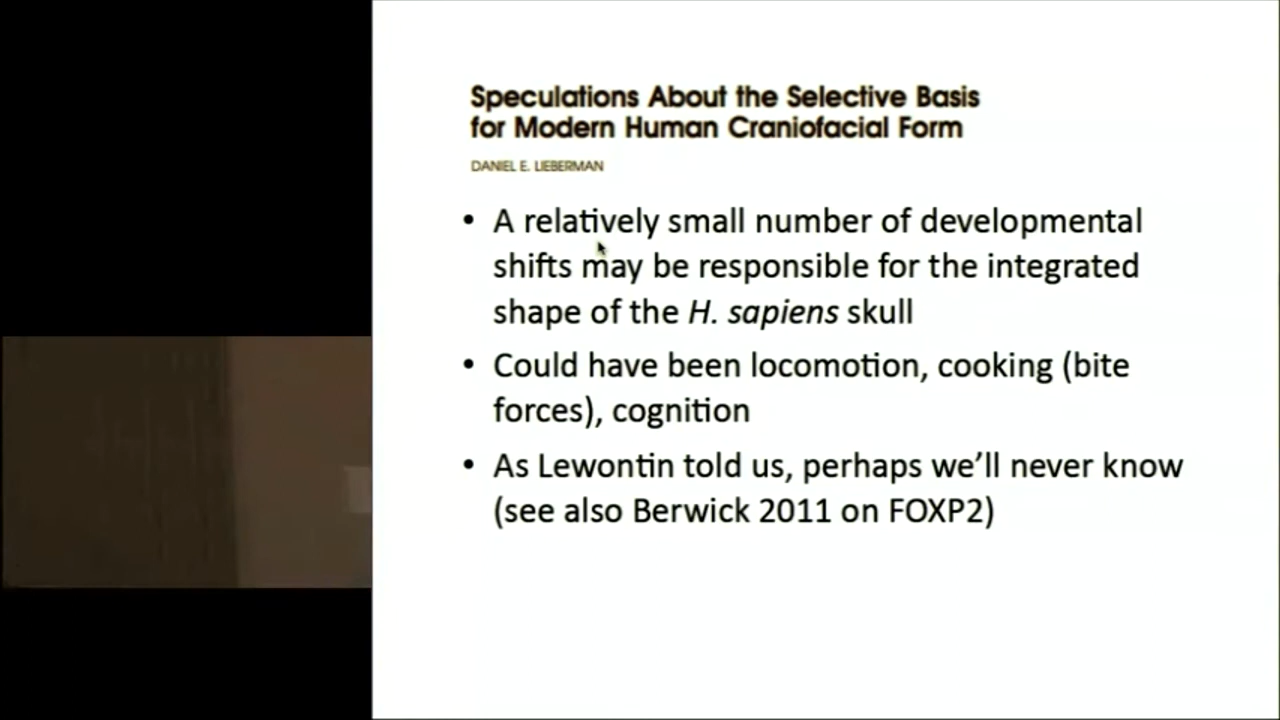 Speculations About the Selective Basis
for Modern Human Craniofacial Form
DANIEL E. LIEBERMAN
• A relatively small number of developmental
shifts may be responsible for the integrated
shape of the H. sapiens skull
• Could have been locomotion, cooking (bite
forces), cognition
• As Lewontin told us, perhaps we’ll never know
(see also Berwick 2011 on FOXP2)